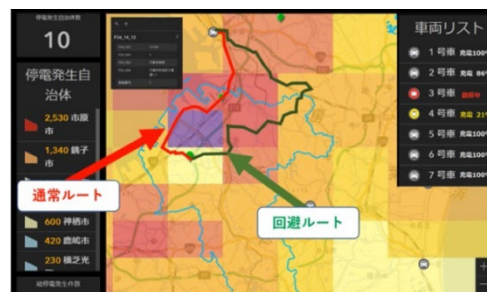 停電発生自治体数
10
停電発生自
治体
2,530 市原
市
1,340 銚子
市
600 神栖市
420 鹿嶋市
230 横芝光
総停電発生件数
通常ルート
回避ルート
車両リスト
1 号車 充電100%
2 号車 充電 86%
3 号車
4 号車 充電 21%
5 号車 充電100%
6 号車 充電100%
7 号車 充電100%